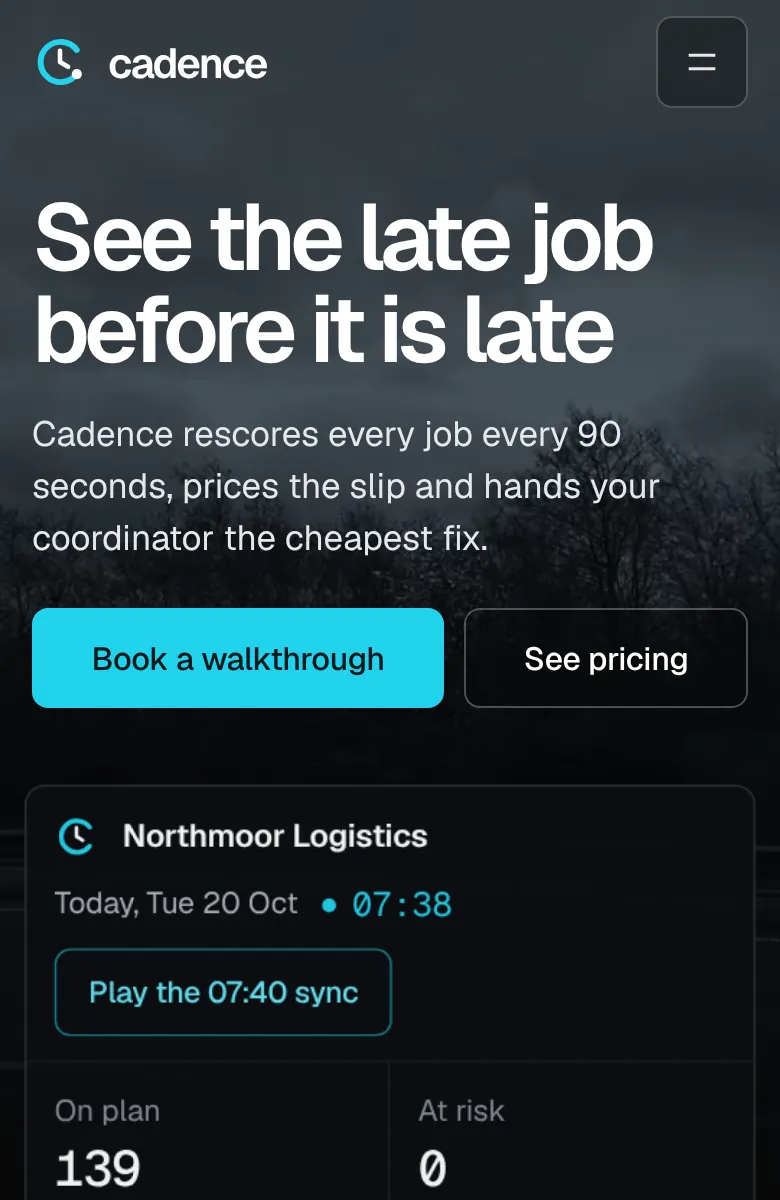 cadence
See the late job
before it is late
Cadence rescores every job every 90
seconds, prices the slip and hands your
coordinator the cheapest fix.
Book a walkthrough
See pricing
Northmoor Logistics
Today, Tue 20 Oct
07:38
Play the 07:40 sync
On plan
At risk
139
0